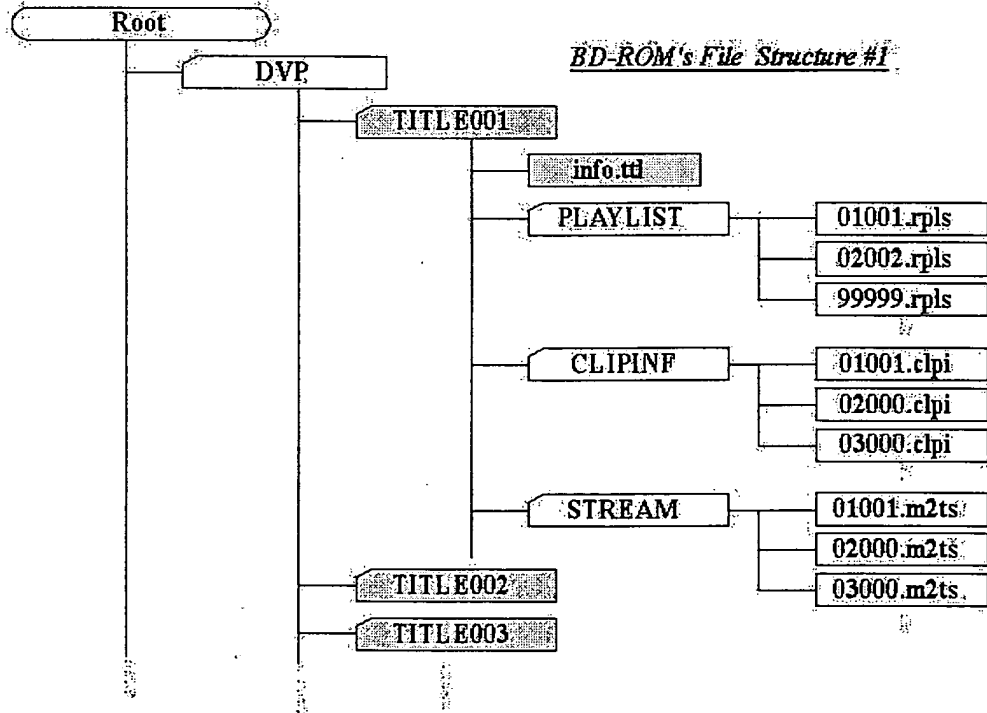 Root
BD-ROM's File Structure #1
DVP
TITLE001
info.ttl
PLAYLIST
01001.rpls
02002.rpls
99999.rpls
CLIPINF
01001.clpi
02000.clpi
03000.clpi
STREAM
01001.m2ts
02000.m2ts
03000.m2ts
TITLE002
TITLE003